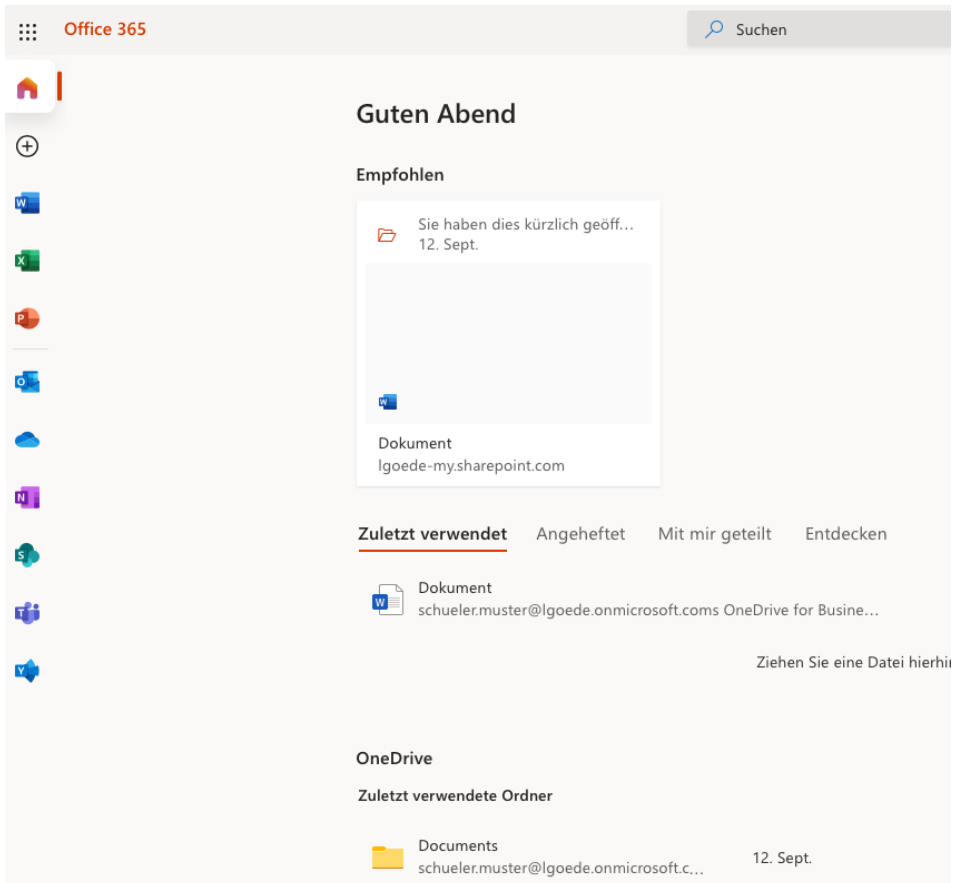 Office 365
Suchen
Guten Abend
Empfohlen
Sie haben dies kürzlich geöff...
12. Sept.
Dokument
lgoede-my.sharepoint.com
Zuletzt verwendet Angeheftet Mit mir geteilt Entdecken
Dokument
schueler.muster@lgoede.onmicrosoft.coms OneDrive for Busine...
Ziehen Sie eine Datei hierhin
OneDrive
Zuletzt verwendete Ordner
Documents
12. Sept.
schueler.muster@lgoede.onmicrosoft.c...